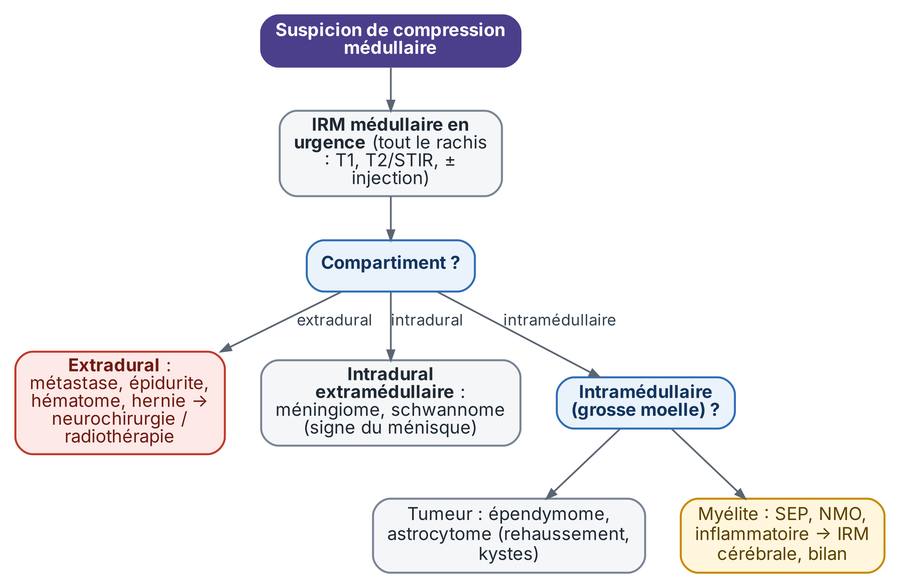 Suspicion de compression
médullaire
IRM médullaire en
urgence (tout le rachis
: T1, T2/STIR, ±
injection)
Compartiment ?
extradural
intradural
intramédullaire
Extradural :
métastase, épidurite,
hématome, hernie →
neurochirurgie /
radiothérapie
Intradural
extramédullaire :
méningiome, schwannome
(signe du ménisque)
Intramédullaire
(grosse moelle) ?
Tumeur : épendymome,
astrocytome (rehaussement,
kystes)
Myélite : SEP, NMO,
inflammatoire → IRM
cérébrale, bilan